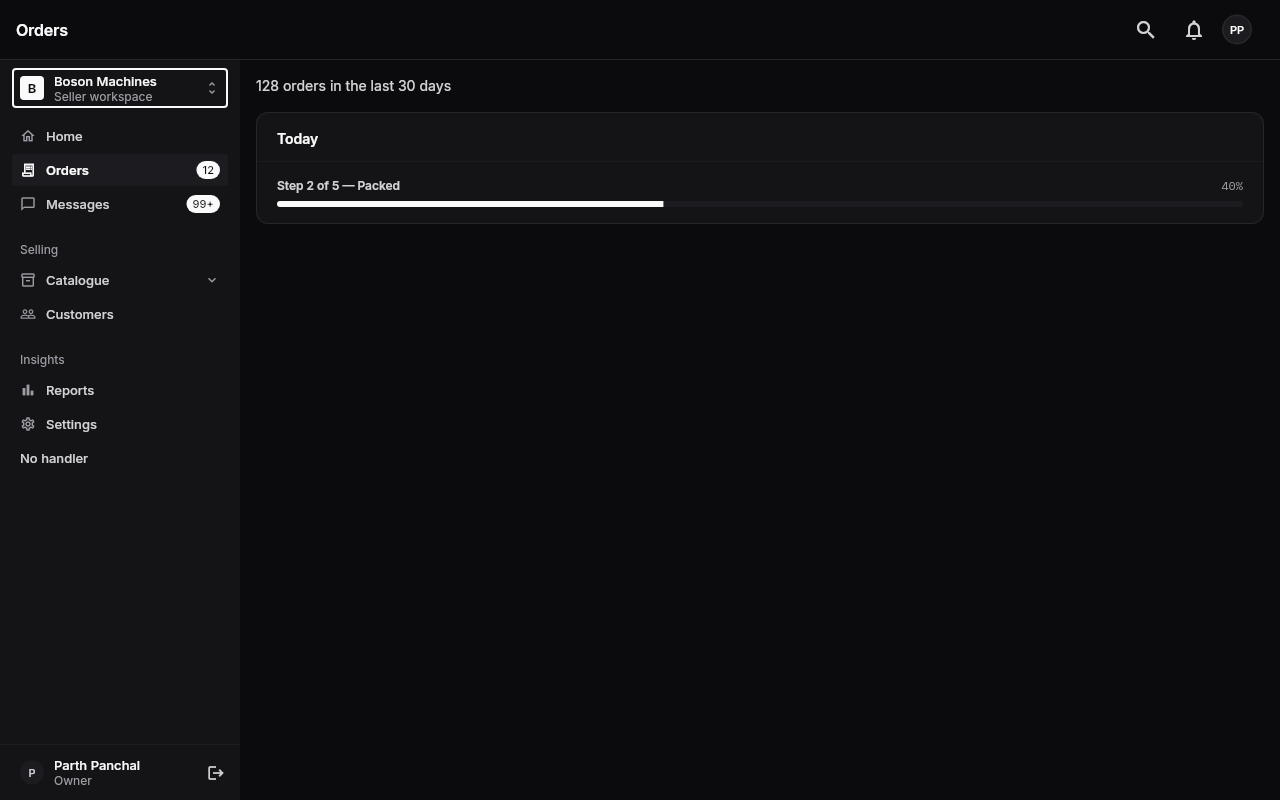 Orders
PP
B
Boson Machines
Seller workspace
Home
Orders
12
Messages
99+
Selling
Catalogue
Customers
Insights
Reports
Settings
No handler
P
Parth Panchal
Owner
128 orders in the last 30 days
Today
Step 2 of 5 — Packed
40%